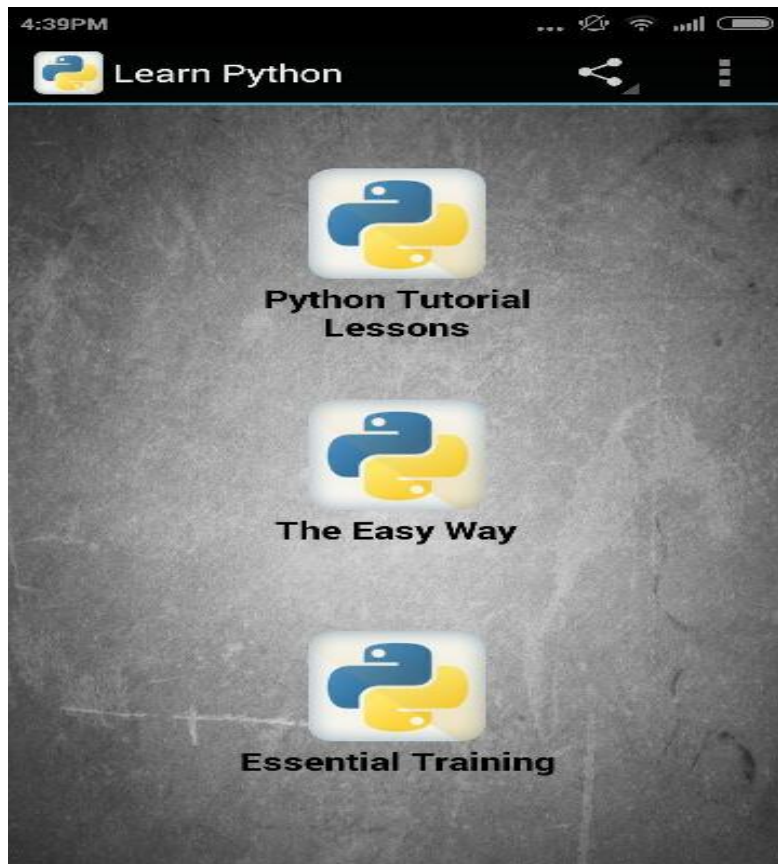 4:39PM
Learn Python
Python Tutorial
Lessons
The Easy Way
Essential Training